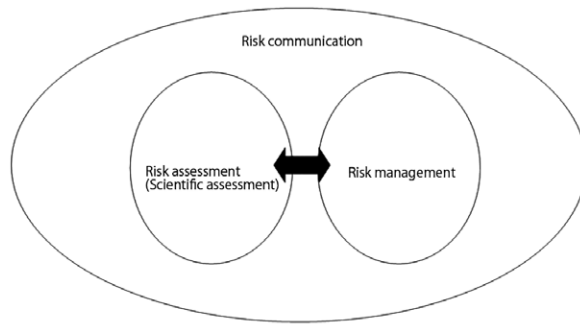 Risk communication
Risk assessment
(Scientific assessment)
Risk management